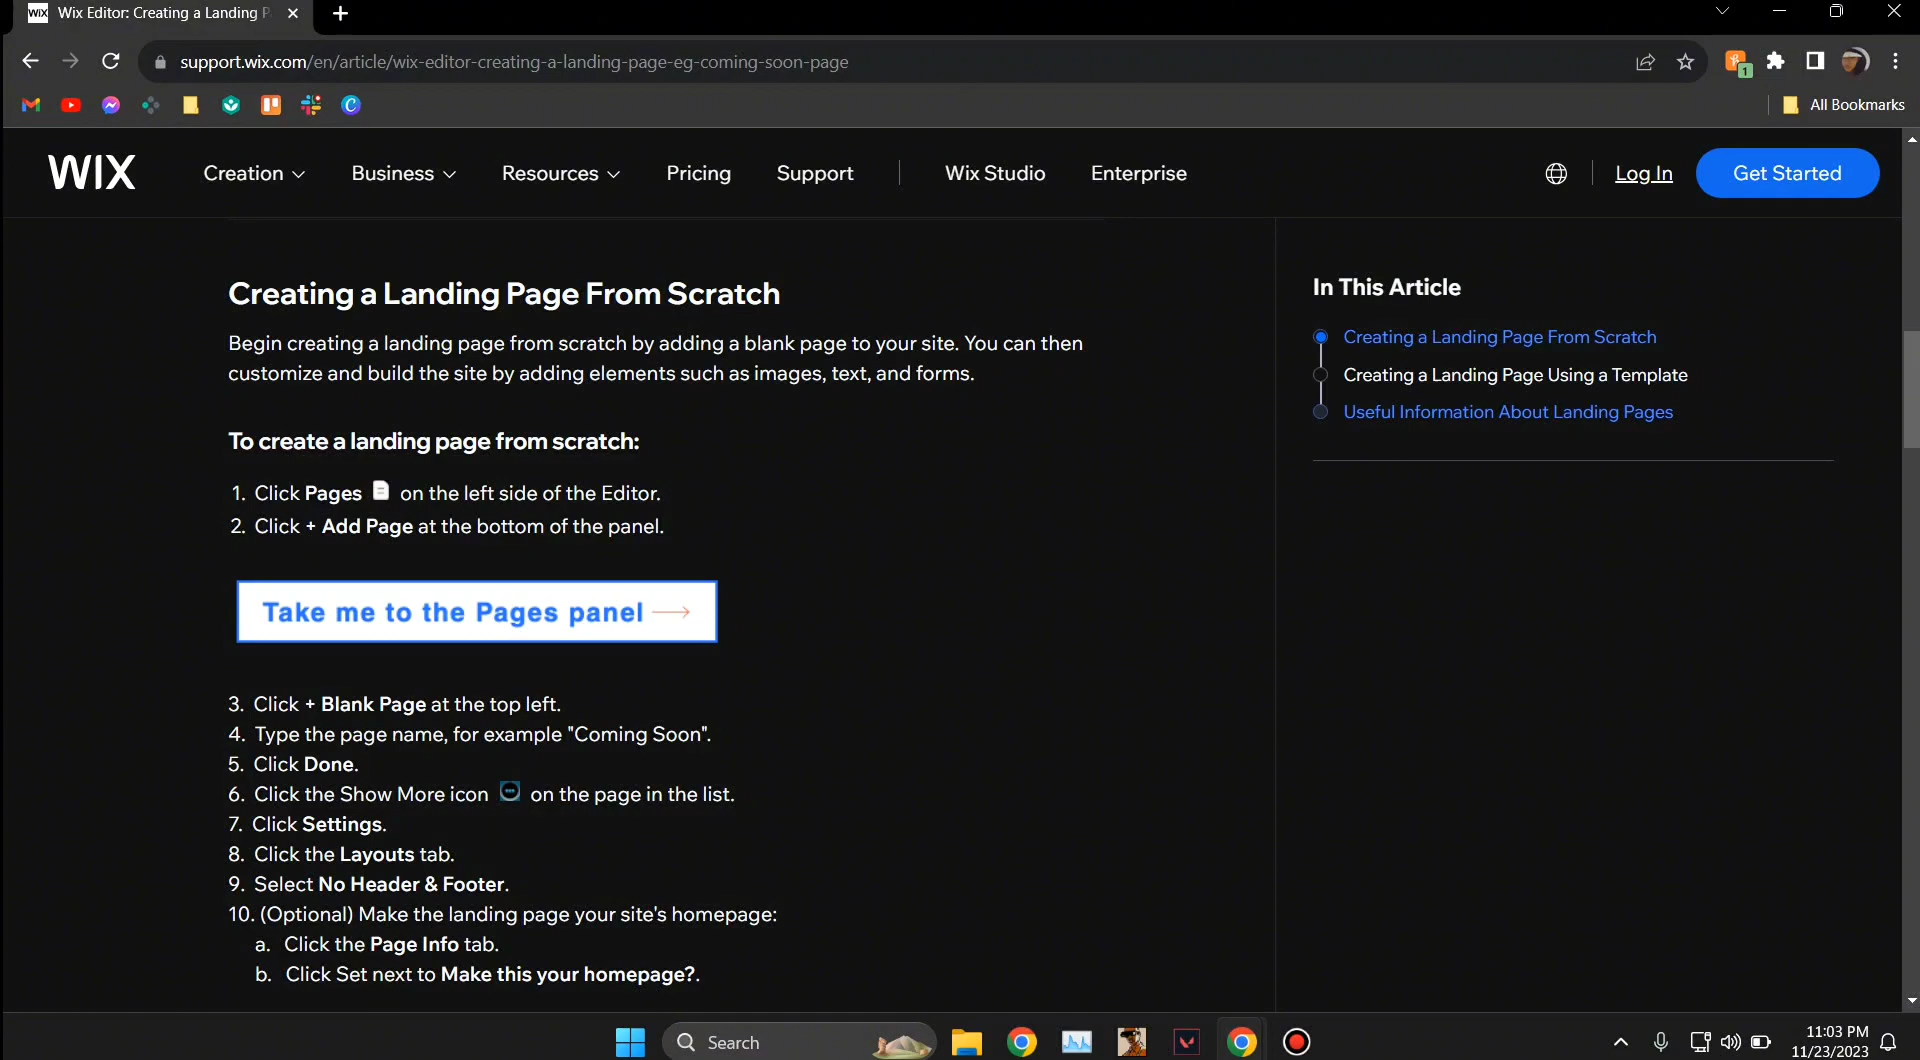 WiX Wix Editor: Creating a Landing P
support.wix.com/en/article/wix-editor-creating-a-landing-page-eg-coming-soon-page
1
All Bookmarks
WIX Creation Business Resources Pricing Support Wix Studio Enterprise Log In Get Started
Creating a Landing Page From Scratch
Begin creating a landing page from scratch by adding a blank page to your site. You can then
customize and build the site by adding elements such as images, text, and forms.
To create a landing page from scratch:
1. Click Pages on the left side of the Editor.
2. Click + Add Page at the bottom of the panel.
Take me to the Pages panel
3. Click + Blank Page at the top left.
4. Type the page name, for example "Coming Soon".
5. Click Done.
6. Click the Show More icon on the page in the list.
7. Click Settings.
8. Click the Layouts tab.
9. Select No Header & Footer.
10. (Optional) Make the landing page your site's homepage:
a. Click the Page Info tab.
b. Click Set next to Make this your homepage?.
In This Article
Creating a Landing Page From Scratch
Creating a Landing Page Using a Template
Useful Information About Landing Pages
Search
11:03 PM
11/23/2023